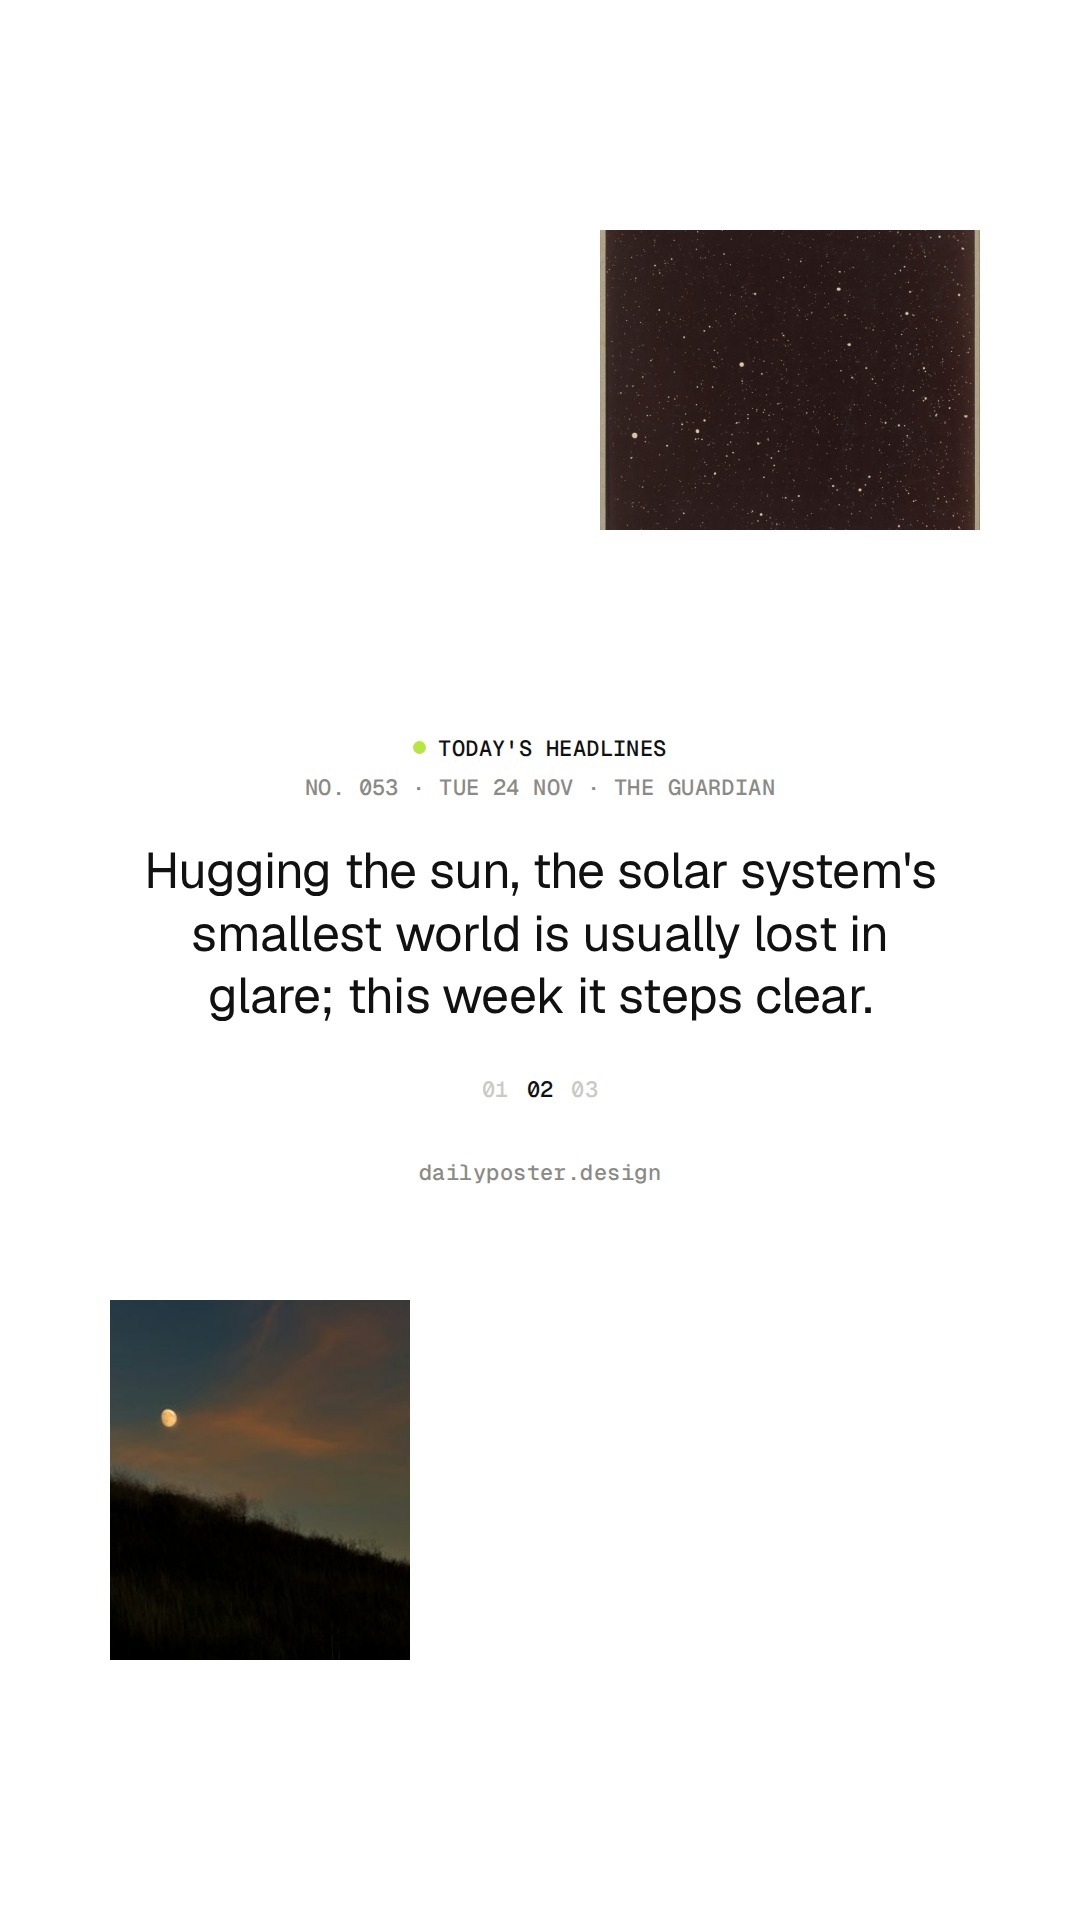 TODAY'S HEADLINES
NO. 053 · TUE 24 NOV · THE GUARDIAN
Hugging the sun, the solar system's
smallest world is usually lost in
glare; this week it steps clear.
01 02 03
dailyposter.design